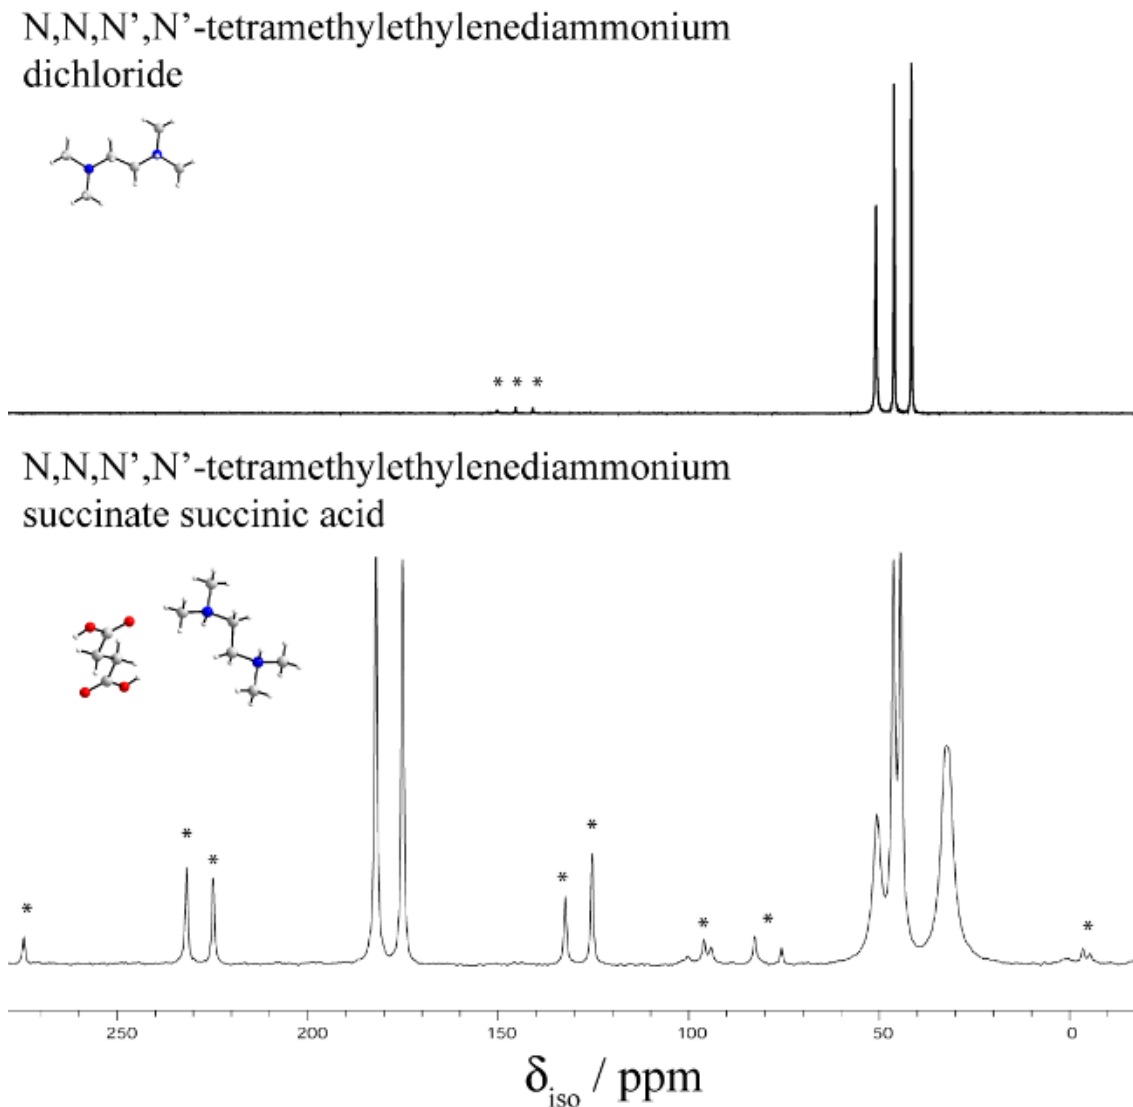 N,N,N’,N’-tetramethylethylenediammonium
dichloride
* * *
N,N,N’,N’-tetramethylethylenediammonium
succinate succinic acid
* * * * * * * * *
250 200 150 100 50 0
δiso / ppm